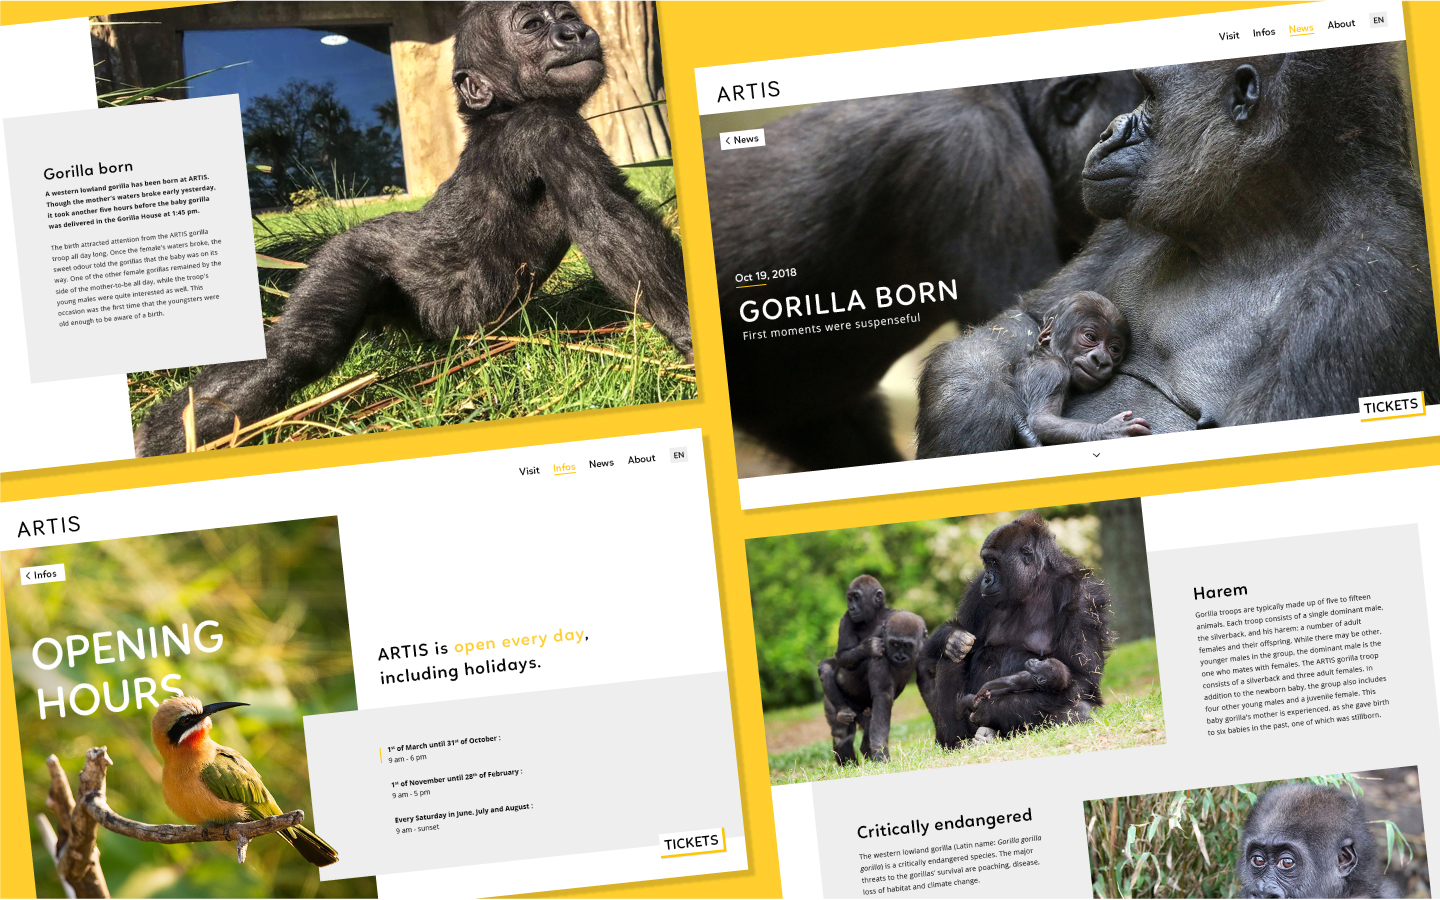 Gorilla born
A western lowland gorilla has been born at ARTIS.
Though the mother's waters broke early yesterday,
it took another five hours before the baby gorilla
was delivered in the Gorilla House at 1:45 pm.
The birth attracted attention from the ARTIS gorilla
troop all day long. Once the female's waters broke, the
sweet odour told the gorillas that the baby was on its
way. One of the other female gorillas remained by the
side of the mother-to-be all day, while the troop's
young males were quite interested as well. This
occasion was the first time that the youngsters were
old enough to be aware of a birth.
Visit Infos News About EN
ARTIS
< News
Oct 19, 2018
GORILLA BORN
First moments were suspenseful
TICKETS
Visit Infos News About EN
ARTIS
< Infos
OPENING
HOURS
ARTIS is open every day,
including holidays.
1st of March until 31st of October :
9 am - 6 pm
1st of November until 28th of February :
9 am - 5 pm
Every Saturday in June, July and August :
9 am - sunset
TICKETS
Harem
Gorilla troops are typically made up of five to fifteen
animals. Each troop consists of a single dominant male,
the silverback, and his harem; a number of adult
females and their offspring. While there may be other,
younger males in the group, the dominant male is the
one who mates with females. The ARTIS gorilla troop
consists of a silverback and three adult females. In
addition to the newborn baby, the group also includes
four other young males and a juvenile female. This
baby gorilla's mother is experienced, as she gave birth
to six babies in the past, one of which was stillborn.
Critically endangered
The western lowland gorilla (Latin name: Gorilla gorilla
gorilla) is a critically endangered species. The major
threats to the gorillas' survival are poaching, disease,
loss of habitat and climate change.